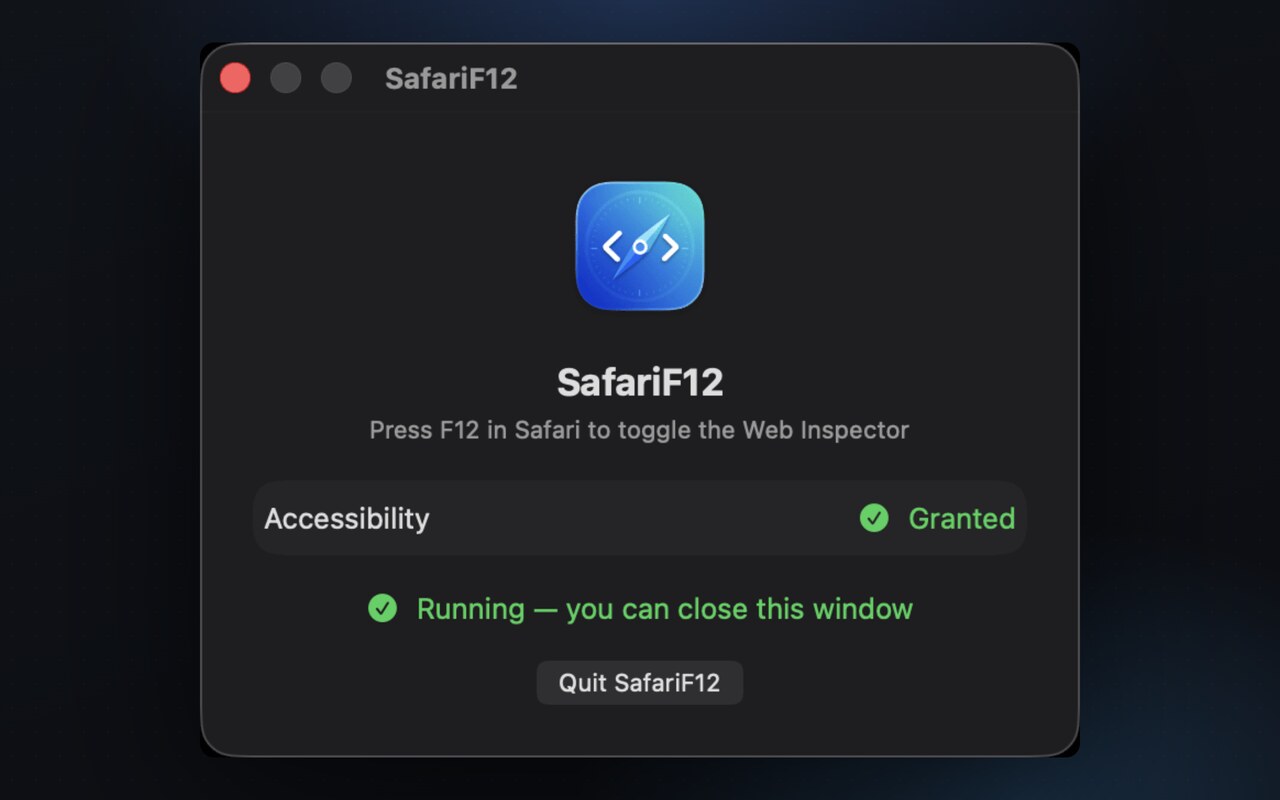 SafariF12
SafariF12
Press F12 in Safari to toggle the Web Inspector
Accessibility Granted
Running — you can close this window
Quit SafariF12